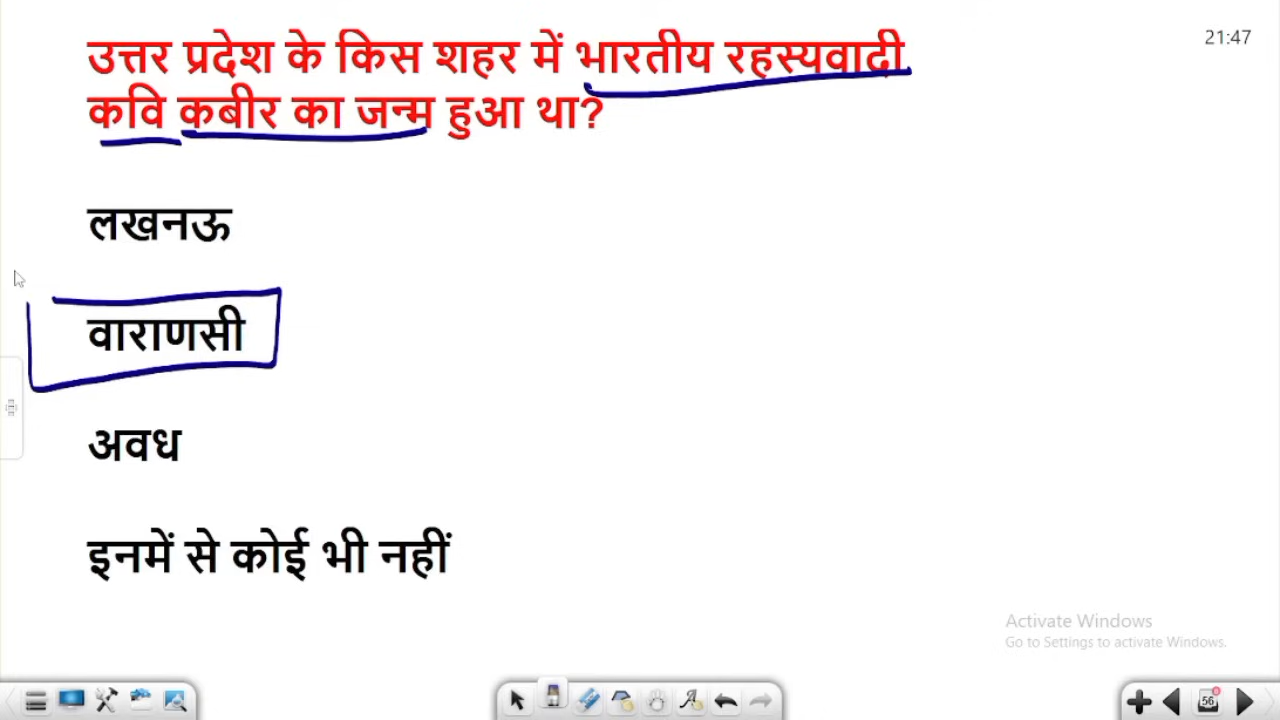 21:47
उत्तर प्रदेश के किस शहर में भारतीय रहस्यवादी
कवि कबीर का जन्म हुआ था?
लखनऊ
वाराणसी
अवध
इनमें से कोई भी नहीं
Activate Windows
Go to Settings to activate Windows.
56